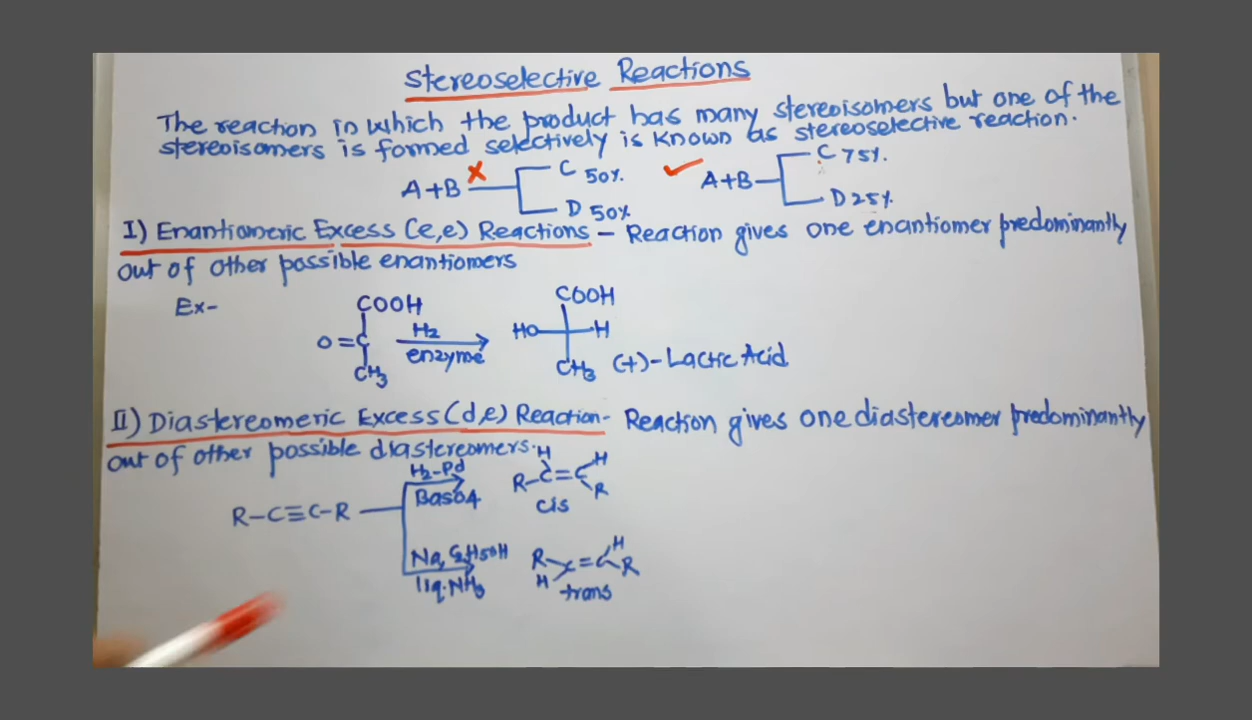 Stereoselective Reactions
The reaction in which the product has many stereoisomers but one of the
stereoisomers is formed selectively is known as stereoselective reaction.
A+B X C 50%. D 50%
✓ A+B C 75%. D 25%.
I) Enantiomeric Excess (e,e) Reactions - Reaction gives one enantiomer predominantly
out of other possible enantiomers
Ex-
COOH
O=C
CH3
H2
enzyme
COOH
HO H
CH3 (+)-Lactic Acid
II) Diastereomeric Excess (d,e) Reaction- Reaction gives one diastereomer predominantly
out of other possible diastereomers.
R-C≡C-R
H2-Pd
BaSO4
H H
R-C=C R
cis
Na, C2H5OH
liq.NH3
R C=C H
H R
trans